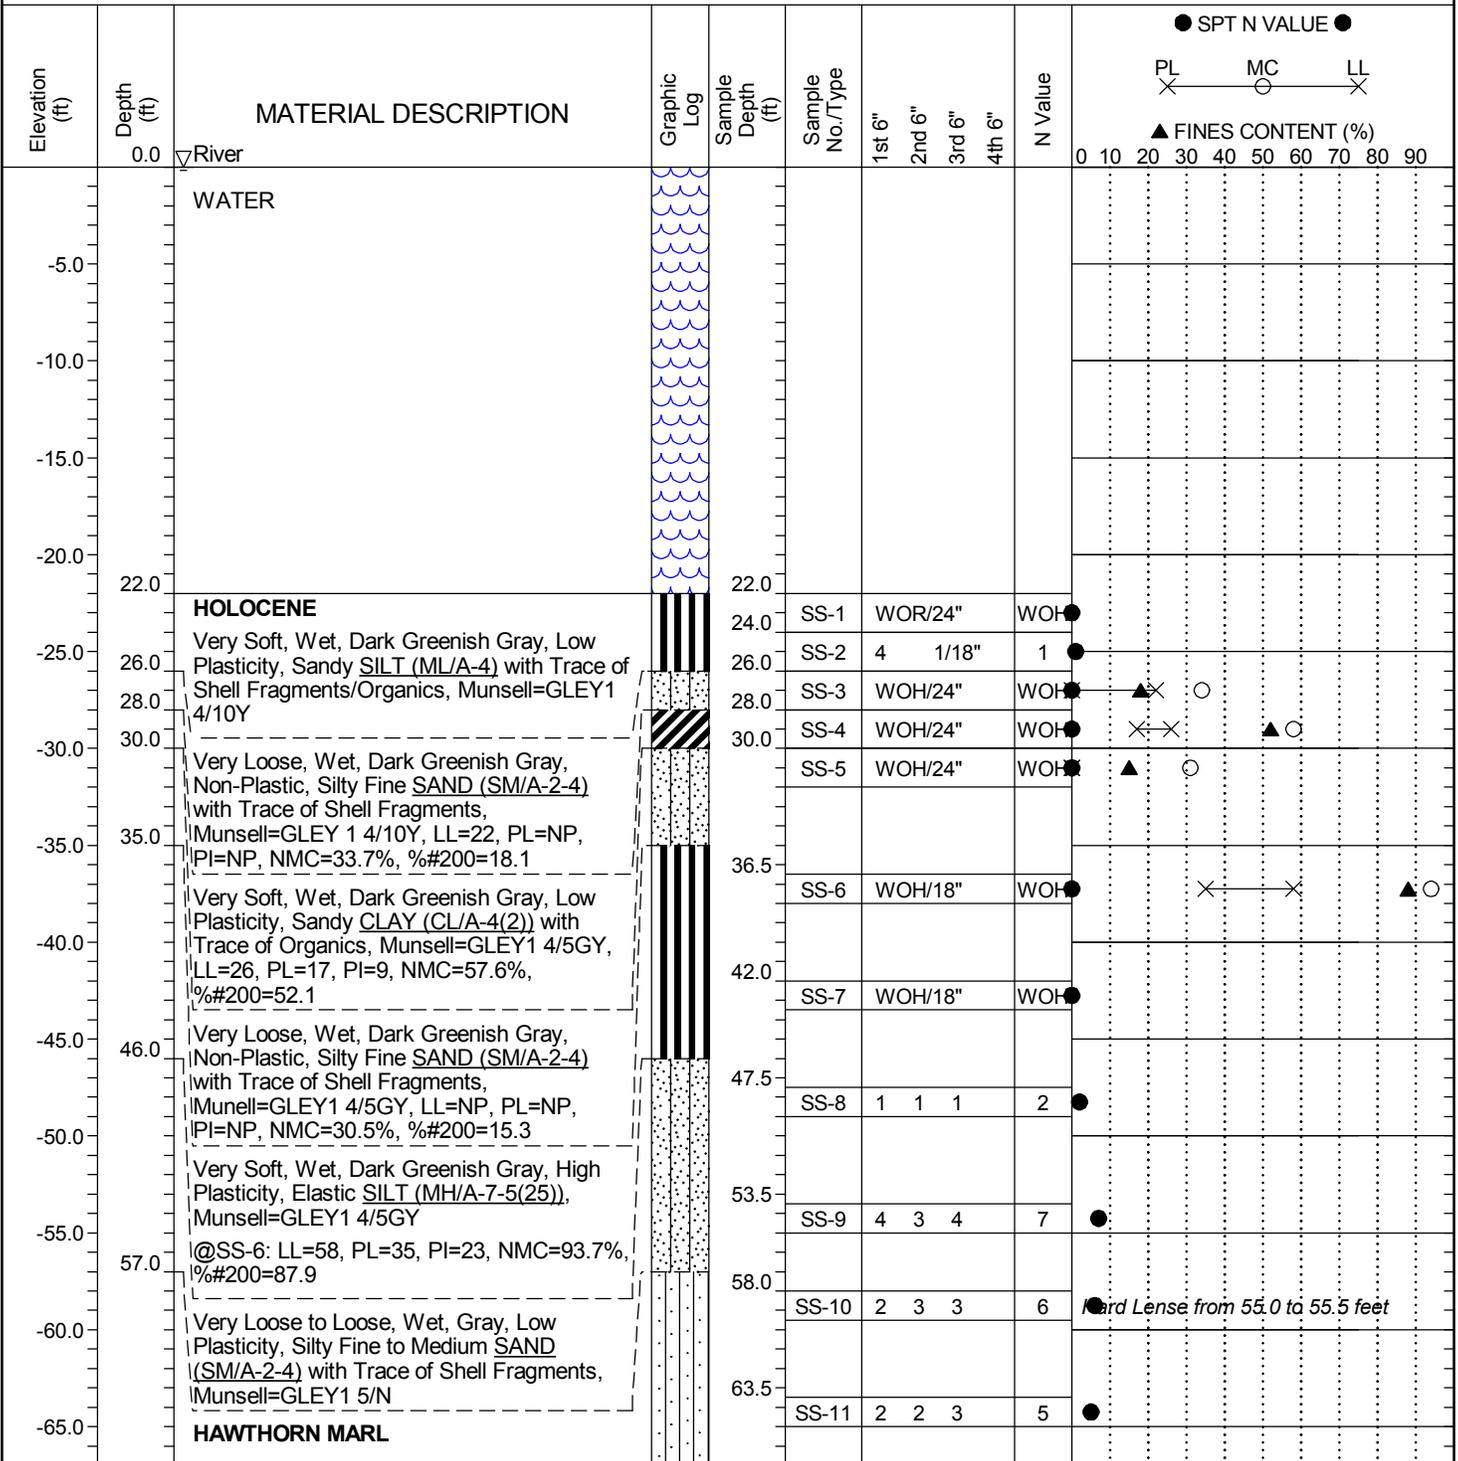 ● SPT N VALUE ●
PL MC LL
▲ FINES CONTENT (%)
0 10 20 30 40 50 60 70 80 90
Elevation (ft)
Depth (ft)
MATERIAL DESCRIPTION
Graphic Log
Sample Depth (ft)
Sample No./Type
1st 6"
2nd 6"
3rd 6"
4th 6"
N Value
0.0
River
WATER
-5.0
-10.0
-15.0
-20.0
-25.0
-30.0
-35.0
-40.0
-45.0
-50.0
-55.0
-60.0
-65.0
22.0
26.0
28.0
30.0
35.0
46.0
57.0
HOLOCENE
Very Soft, Wet, Dark Greenish Gray, Low
Plasticity, Sandy SILT (ML/A-4) with Trace of
Shell Fragments/Organics, Munsell=GLEY1
4/10Y
Very Loose, Wet, Dark Greenish Gray,
Non-Plastic, Silty Fine SAND (SM/A-2-4)
with Trace of Shell Fragments,
Munsell=GLEY 1 4/10Y, LL=22, PL=NP,
PI=NP, NMC=33.7%, %#200=18.1
Very Soft, Wet, Dark Greenish Gray, Low
Plasticity, Sandy CLAY (CL/A-4(2)) with
Trace of Organics, Munsell=GLEY1 4/5GY,
LL=26, PL=17, PI=9, NMC=57.6%,
%#200=52.1
Very Loose, Wet, Dark Greenish Gray,
Non-Plastic, Silty Fine SAND (SM/A-2-4)
with Trace of Shell Fragments,
Munell=GLEY1 4/5GY, LL=NP, PL=NP,
PI=NP, NMC=30.5%, %#200=15.3
Very Soft, Wet, Dark Greenish Gray, High
Plasticity, Elastic SILT (MH/A-7-5(25)),
Munsell=GLEY1 4/5GY
@SS-6: LL=58, PL=35, PI=23, NMC=93.7%,
%#200=87.9
Very Loose to Loose, Wet, Gray, Low
Plasticity, Silty Fine to Medium SAND
(SM/A-2-4) with Trace of Shell Fragments,
Munsell=GLEY1 5/N
HAWTHORN MARL
22.0
24.0
26.0
28.0
30.0
36.5
42.0
47.5
53.5
58.0
63.5
SS-1 WOR/24" WOH
SS-2 4 1/18" 1
SS-3 WOH/24" WOH
SS-4 WOH/24" WOH
SS-5 WOH/24" WOH
SS-6 WOH/18" WOH
SS-7 WOH/18" WOH
SS-8 1 1 1 2
SS-9 4 3 4 7
SS-10 2 3 3 6
SS-11 2 2 3 5
Hard Lense from 55.0 to 55.5 feet